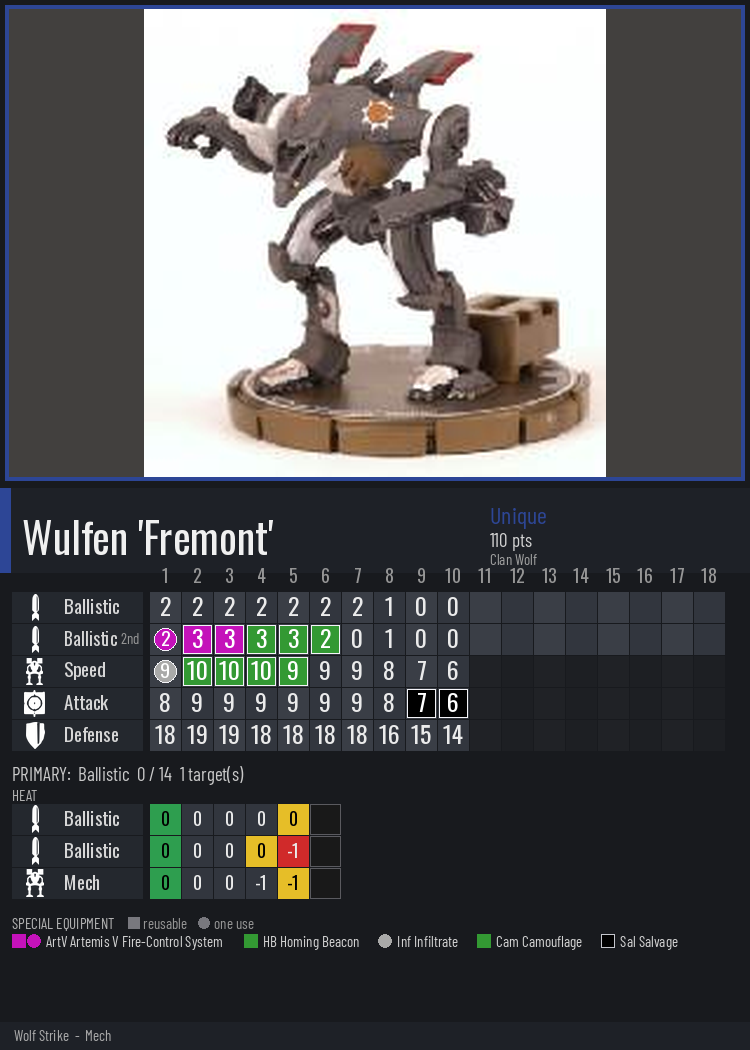 Wulfen 'Fremont'
Unique
110 pts
Clan Wolf
1 2 3 4 5 6 7 8 9 10 11 12 13 14 15 16 17 18
Ballistic 2 2 2 2 2 2 2 1 0 0
Ballistic 2nd 2 3 3 3 3 2 0 1 0 0
Speed 9 10 10 10 9 9 9 8 7 6
Attack 8 9 9 9 9 9 9 8 7 6
Defense 18 19 19 18 18 18 18 16 15 14
PRIMARY: Ballistic 0 / 14 1 target(s)
HEAT
Ballistic 0 0 0 0 0
Ballistic 0 0 0 0 -1
Mech 0 0 0 -1 -1
SPECIAL EQUIPMENT reusable one use
ArtV Artemis V Fire-Control System HB Homing Beacon Inf Infiltrate Cam Camouflage Sal Salvage
Wolf Strike - Mech